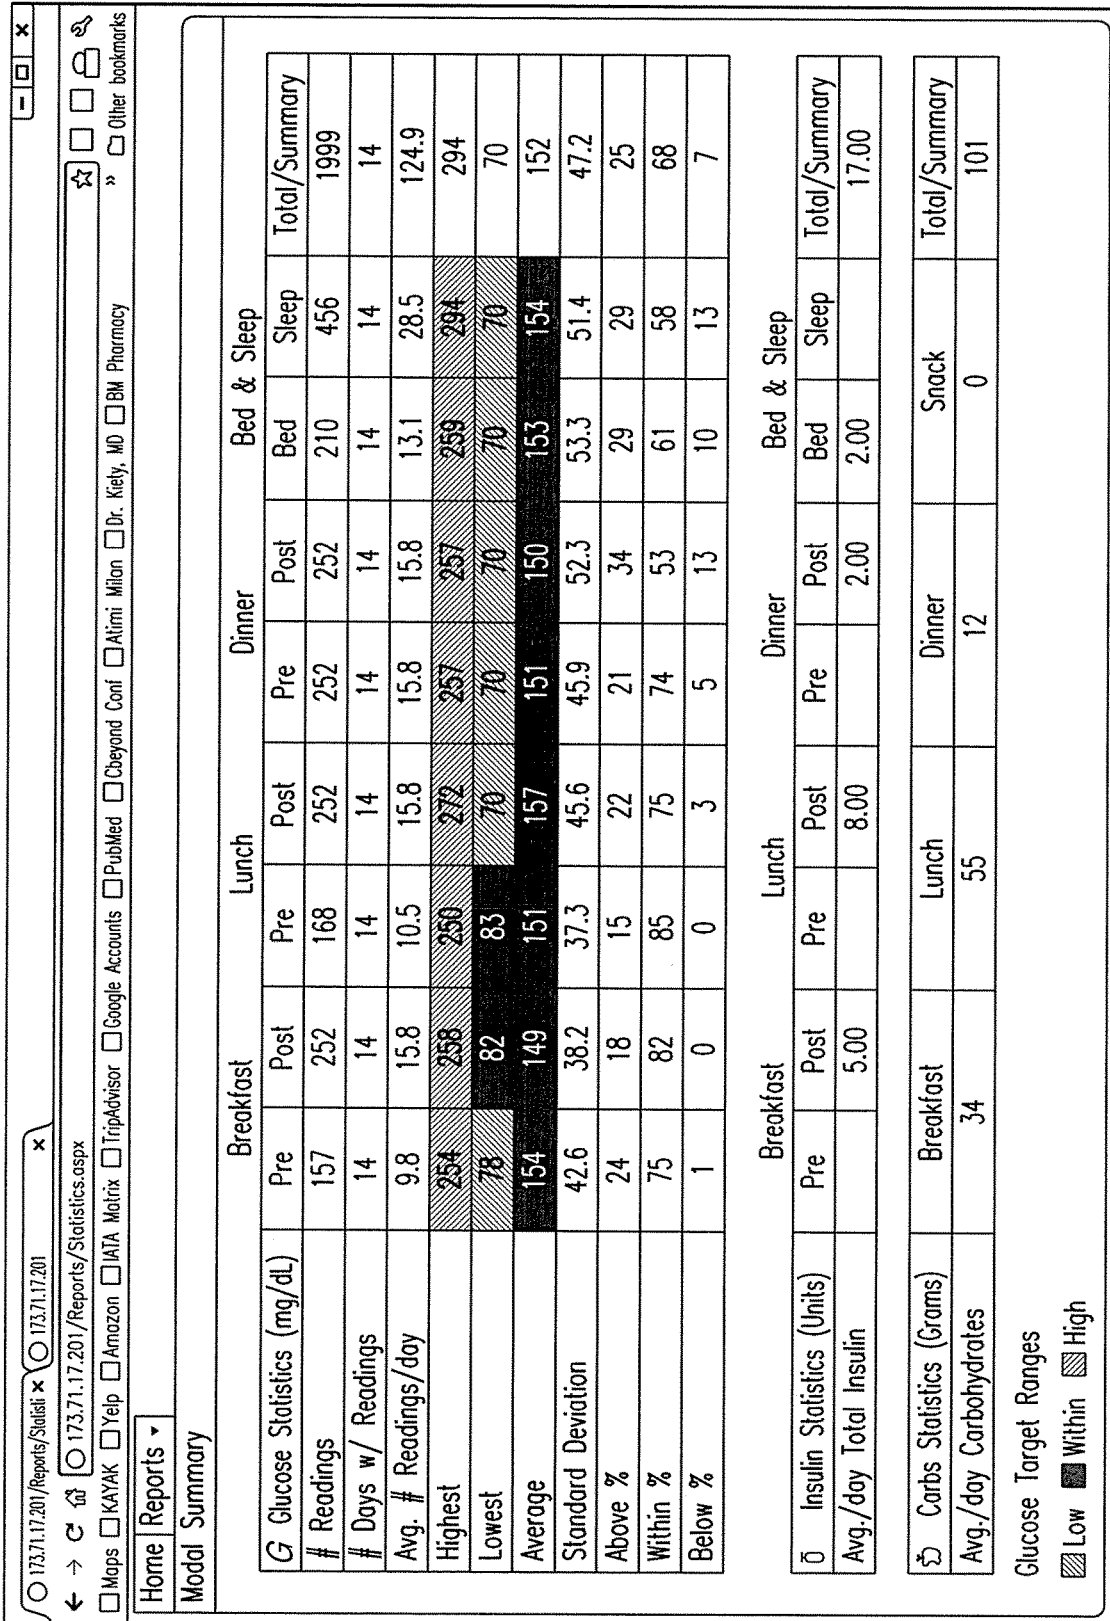 173.71.17.201/Reports/Statisti × 173.71.17.201 ×
173.71.17.201/Reports/Statistics.aspx
Maps KAYAK Yelp Amazon IATA Matrix TripAdvisor Google Accounts PubMed Cbeyond Conf Atimi Milan Dr. Kiely, MD BM Pharmacy » Other bookmarks
Home Reports ▾
Modal Summary
Breakfast Lunch Dinner Bed & Sleep
G Glucose Statistics (mg/dL) Pre Post Pre Post Pre Post Bed Sleep Total/Summary
# Readings 157 252 168 252 252 252 210 456 1999
# Days w/ Readings 14 14 14 14 14 14 14 14 14
Avg. # Readings/day 9.8 15.8 10.5 15.8 15.8 15.8 13.1 28.5 124.9
Highest 254 258 250 272 257 257 259 294 294
Lowest 78 82 83 70 70 70 70 70 70
Average 154 149 151 157 151 150 153 154 152
Standard Deviation 42.6 38.2 37.3 45.6 45.9 52.3 53.3 51.4 47.2
Above % 24 18 15 22 21 34 29 29 25
Within % 75 82 85 75 74 53 61 58 68
Below % 1 0 0 3 5 13 10 13 7
Breakfast Lunch Dinner Bed & Sleep
Insulin Statistics (Units) Pre Post Pre Post Pre Post Bed Sleep Total/Summary
Avg./day Total Insulin 5.00 8.00 2.00 2.00 17.00
Carbs Statistics (Grams) Breakfast Lunch Dinner Snack Total/Summary
Avg./day Carbohydrates 34 55 12 0 101
Glucose Target Ranges
Low Within High